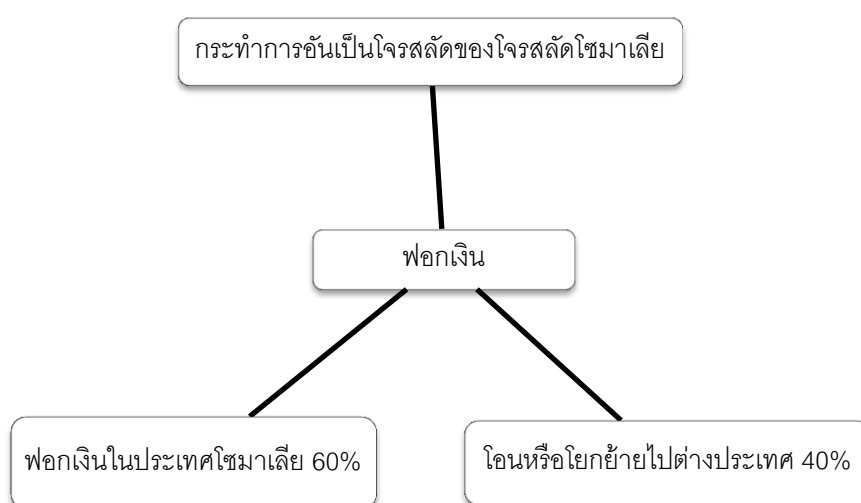 กระทำการอันเป็นโจรสลัดของโจรสลัดโซมาเลีย
ฟอกเงิน
ฟอกเงินในประเทศโซมาเลีย 60%
โอนหรือโยกย้ายไปต่างประเทศ 40%